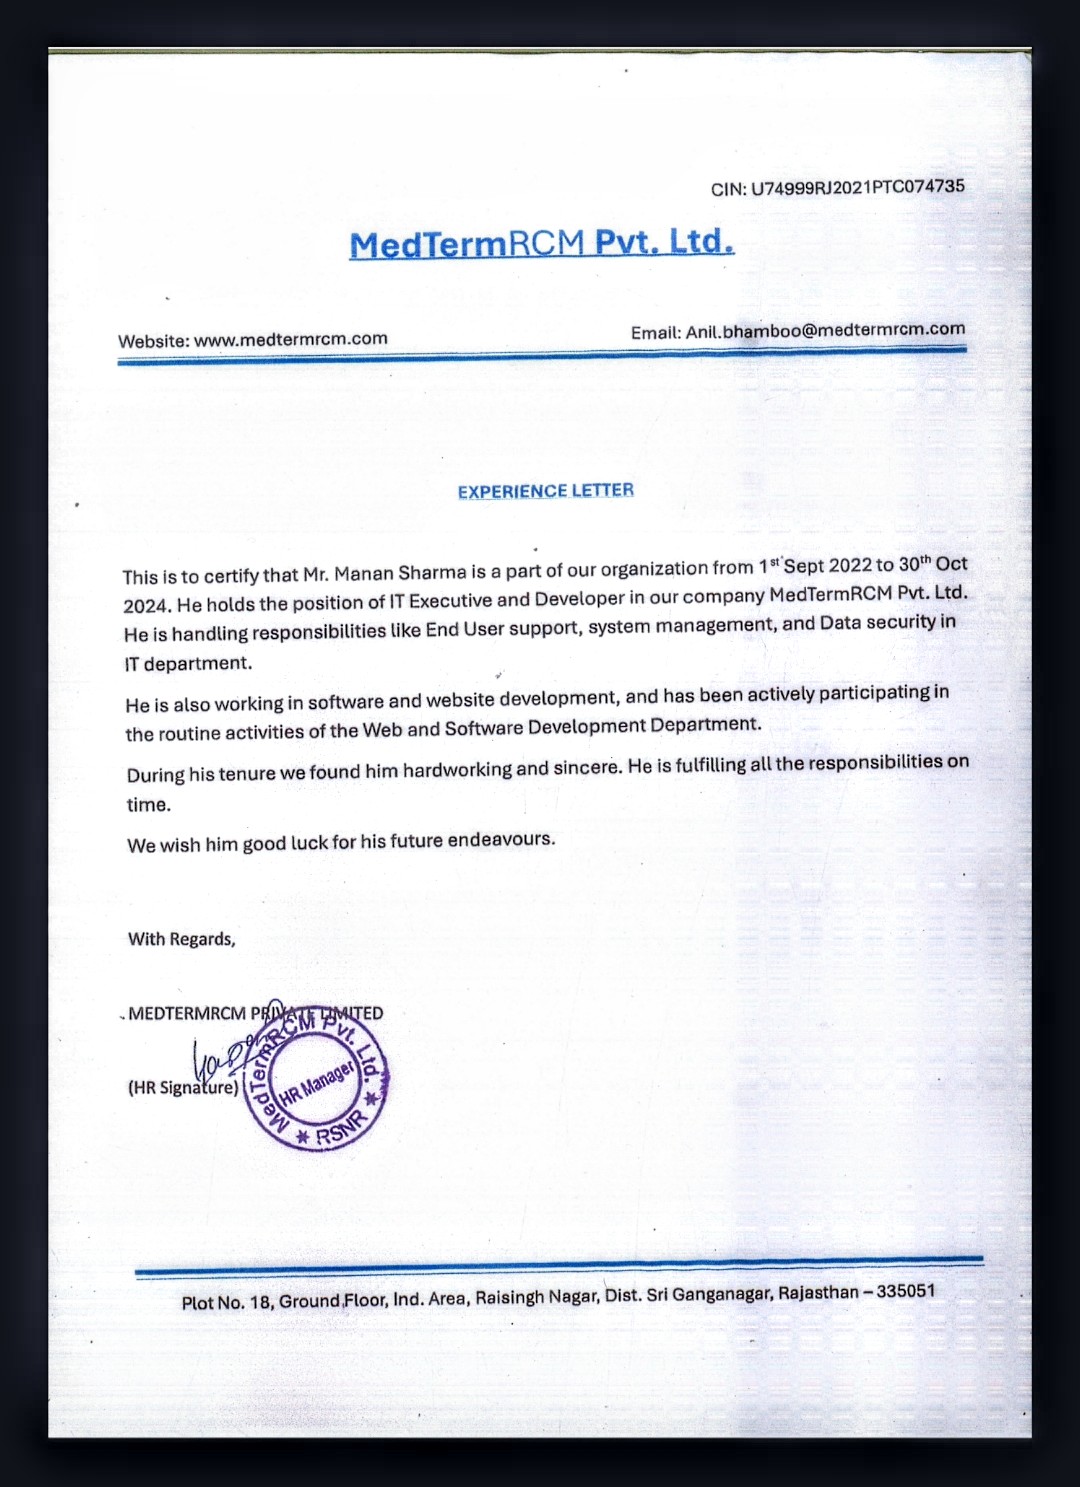 CIN: U74999RJ2021PTC074735
MedTermRCM Pvt. Ltd.
Website: www.medtermrcm.com
Email: Anil.bhamboo@medtermrcm.com
EXPERIENCE LETTER
This is to certify that Mr. Manan Sharma is a part of our organization from 1st Sept 2022 to 30th Oct
2024. He holds the position of IT Executive and Developer in our company MedTermRCM Pvt. Ltd.
He is handling responsibilities like End User support, system management, and Data security in
IT department.
He is also working in software and website development, and has been actively participating in
the routine activities of the Web and Software Development Department.
During his tenure we found him hardworking and sincere. He is fulfilling all the responsibilities on
time.
We wish him good luck for his future endeavours.
With Regards,
MEDTERMRCM PRIVATE LIMITED
(HR Signature)
MedTermRCM Pvt. Ltd.
HR Manager
* RSNR *
Plot No. 18, Ground Floor, Ind. Area, Raisingh Nagar, Dist. Sri Ganganagar, Rajasthan – 335051